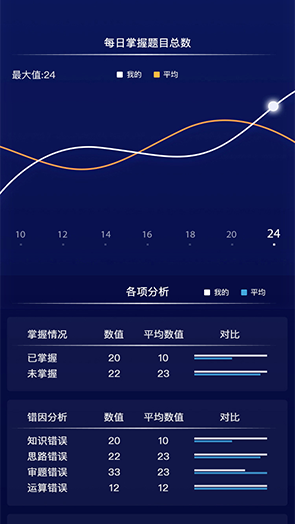 每日掌握题目总数
最大值:24 我的 平均
10 12 14 16 18 20 24
各项分析 我的 平均
掌握情况 数值 平均数值 对比
已掌握 20 10
未掌握 22 23
错因分析 数值 平均数值 对比
知识错误 20 10
思路错误 22 23
审题错误 33 23
运算错误 12 12